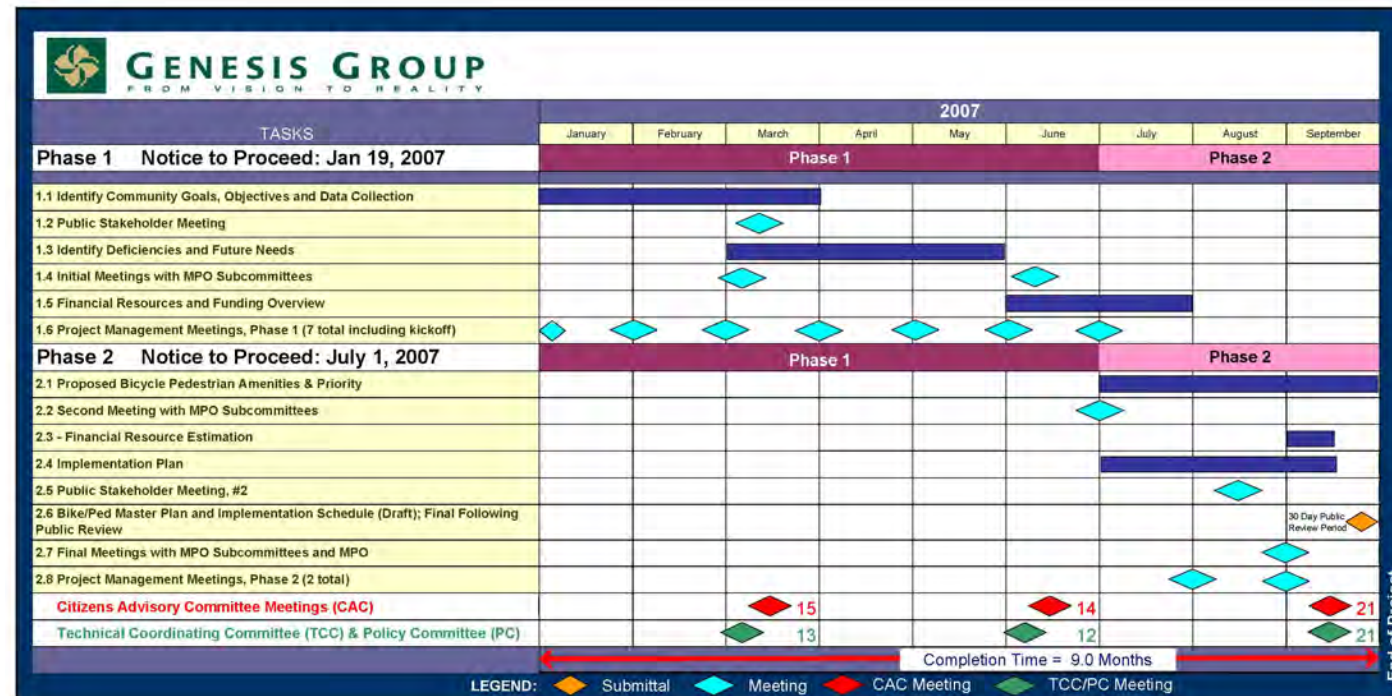 GENESIS GROUP
FROM VISION TO REALITY
2007
TASKS January February March April May June July August September
Phase 1 Notice to Proceed: Jan 19, 2007 Phase 1 Phase 2
1.1 Identify Community Goals, Objectives and Data Collection
1.2 Public Stakeholder Meeting
1.3 Identify Deficiencies and Future Needs
1.4 Initial Meetings with MPO Subcommittees
1.5 Financial Resources and Funding Overview
1.6 Project Management Meetings, Phase 1 (7 total including kickoff)
Phase 2 Notice to Proceed: July 1, 2007 Phase 1 Phase 2
2.1 Proposed Bicycle Pedestrian Amenities & Priority
2.2 Second Meeting with MPO Subcommittees
2.3 - Financial Resource Estimation
2.4 Implementation Plan
2.5 Public Stakeholder Meeting, #2
2.6 Bike/Ped Master Plan and Implementation Schedule (Draft); Final Following
Public Review
30 Day Public
Review Period
2.7 Final Meetings with MPO Subcommittees and MPO
2.8 Project Management Meetings, Phase 2 (2 total)
Citizens Advisory Committee Meetings (CAC) 15 14 21
Technical Coordinating Committee (TCC) & Policy Committee (PC) 13 12 21
Completion Time = 9.0 Months
LEGEND: Submittal Meeting CAC Meeting TCC/PC Meeting